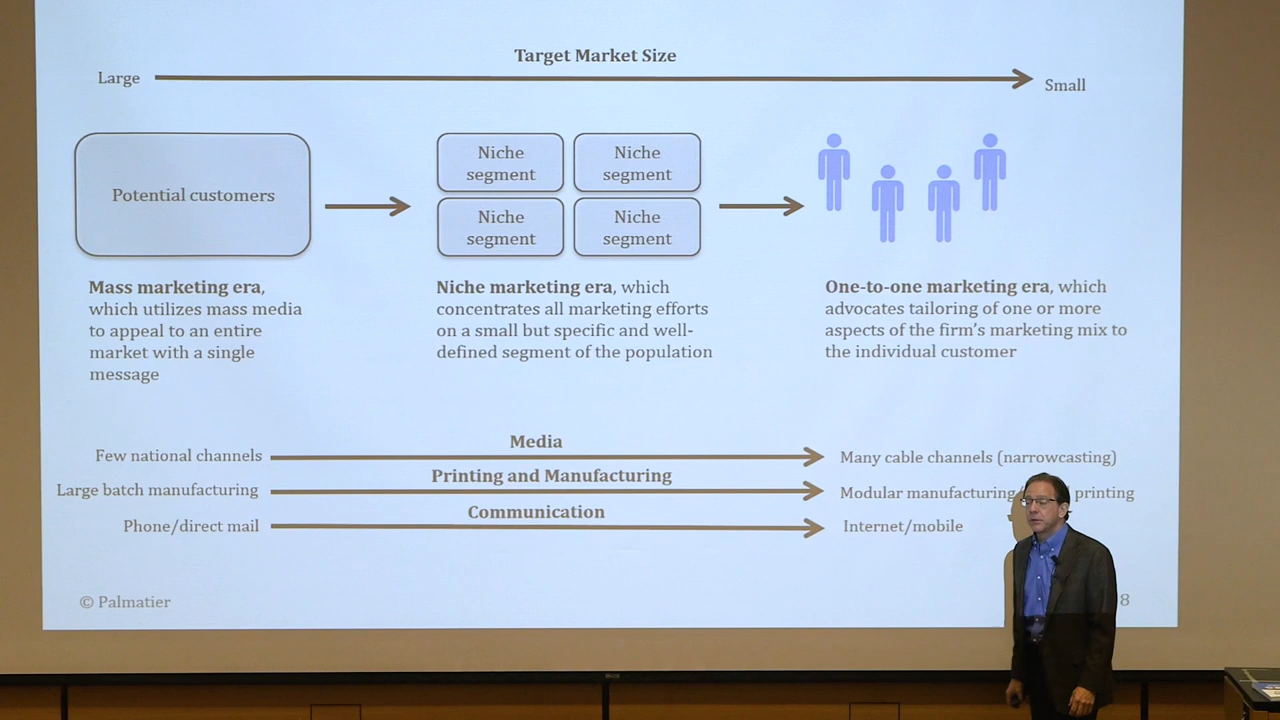 Target Market Size
Large
Small
Potential customers
Niche
segment
Niche
segment
Niche
segment
Niche
segment
Mass marketing era,
which utilizes mass media
to appeal to an entire
market with a single
message
Niche marketing era, which
concentrates all marketing efforts
on a small but specific and well-
defined segment of the population
One-to-one marketing era, which
advocates tailoring of one or more
aspects of the firm's marketing mix to
the individual customer
Media
Few national channels
Many cable channels (narrowcasting)
Printing and Manufacturing
Large batch manufacturing
Modular manufacturing printing
Communication
Phone/direct mail
Internet/mobile
© Palmatier
8